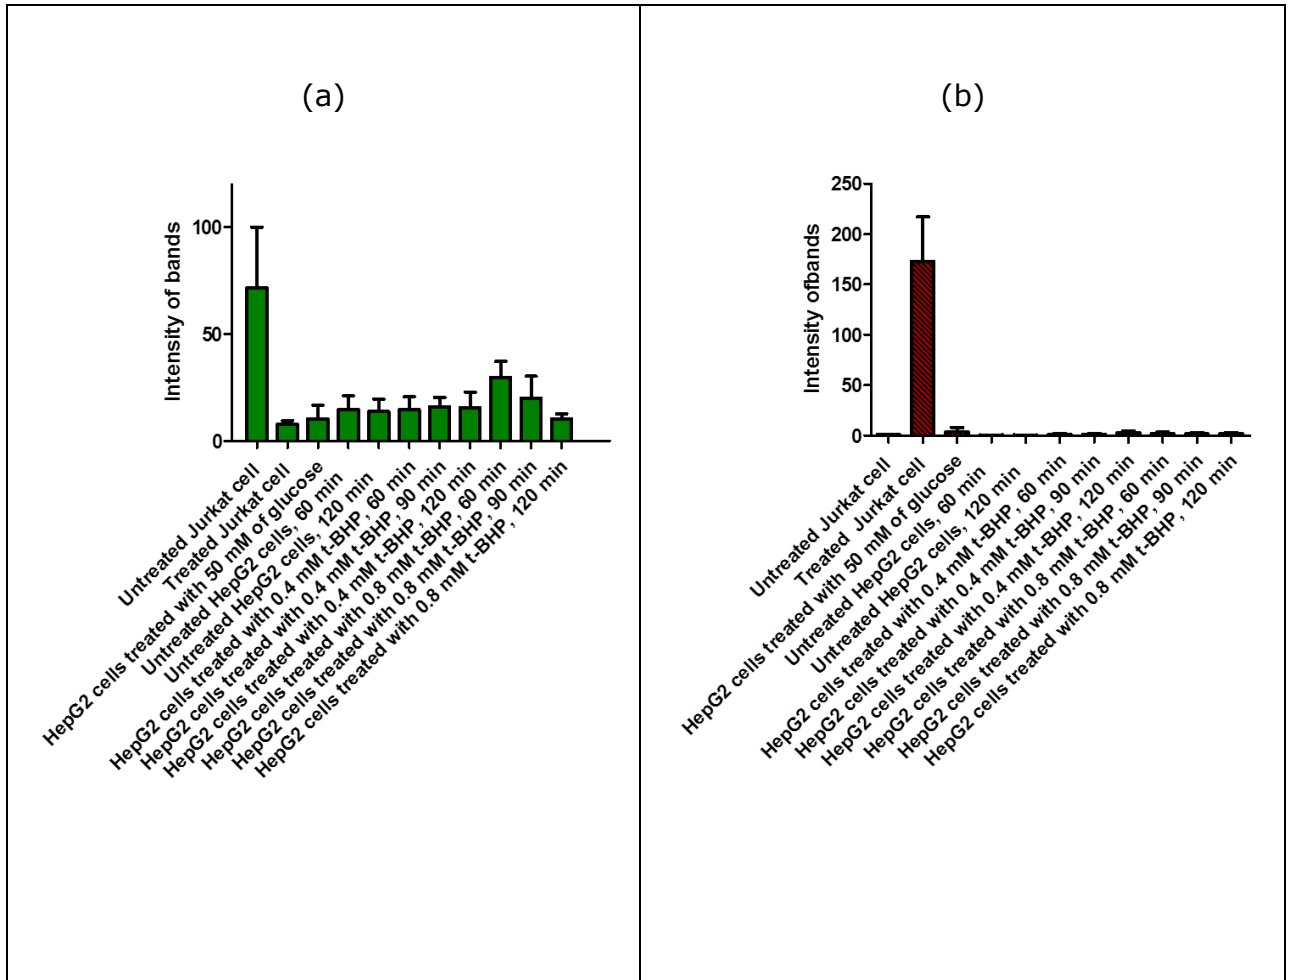 (a)
Intensity of bands
100
50
0
Untreated Jurkat cell
Treated Jurkat cell
HepG2 cells treated with 50 mM of glucose
Untreated HepG2 cells, 60 min
Untreated HepG2 cells, 120 min
HepG2 cells treated with 0.4 mM t-BHP, 60 min
HepG2 cells treated with 0.4 mM t-BHP, 90 min
HepG2 cells treated with 0.4 mM t-BHP, 120 min
HepG2 cells treated with 0.8 mM t-BHP, 60 min
HepG2 cells treated with 0.8 mM t-BHP, 90 min
HepG2 cells treated with 0.8 mM t-BHP, 120 min
(b)
Intensity ofbands
250
200
150
100
50
0
Untreated Jurkat cell
Treated Jurkat cell
HepG2 cells treated with 50 mM of glucose
Untreated HepG2 cells, 60 min
Untreated HepG2 cells, 120 min
HepG2 cells treated with 0.4 mM t-BHP, 60 min
HepG2 cells treated with 0.4 mM t-BHP, 90 min
HepG2 cells treated with 0.4 mM t-BHP, 120 min
HepG2 cells treated with 0.8 mM t-BHP, 60 min
HepG2 cells treated with 0.8 mM t-BHP, 90 min
HepG2 cells treated with 0.8 mM t-BHP, 120 min